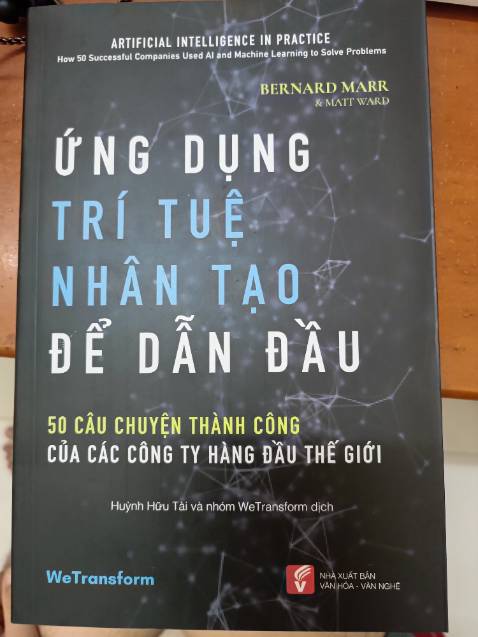 ARTIFICIAL INTELLIGENCE IN PRACTICE
How 50 Successful Companies Used AI and Machine Learning to Solve Problems
BERNARD MARR
& MATT WARD
ỨNG DỤNG
TRÍ TUỆ
NHÂN TẠO
ĐỂ DẪN ĐẦU
50 CÂU CHUYỆN THÀNH CÔNG
CỦA CÁC CÔNG TY HÀNG ĐẦU THẾ GIỚI
Huỳnh Hữu Tài và nhóm WeTransform dịch
WeTransform
NHÀ XUẤT BẢN
VĂN HÓA - VĂN NGHỆ